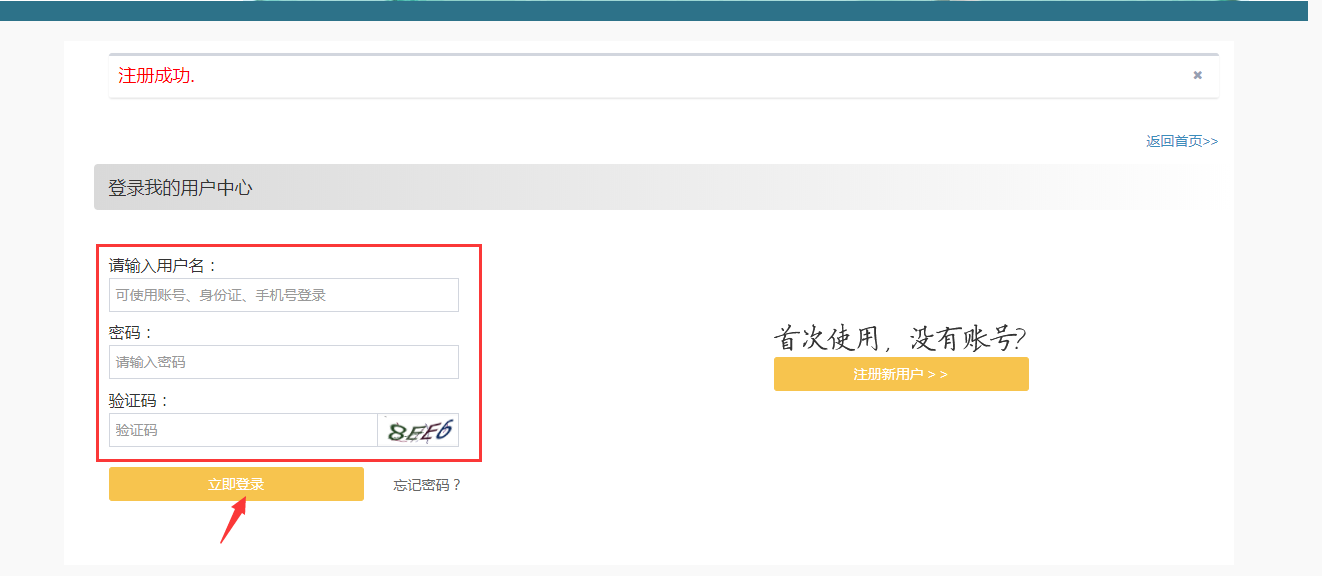 注册成功.
×
返回首页>>
登录我的用户中心
请输入用户名：
可使用账号、身份证、手机号登录
密码：
请输入密码
验证码：
验证码
8EE6
立即登录
忘记密码？
首次使用，没有账号?
注册新用户 > >